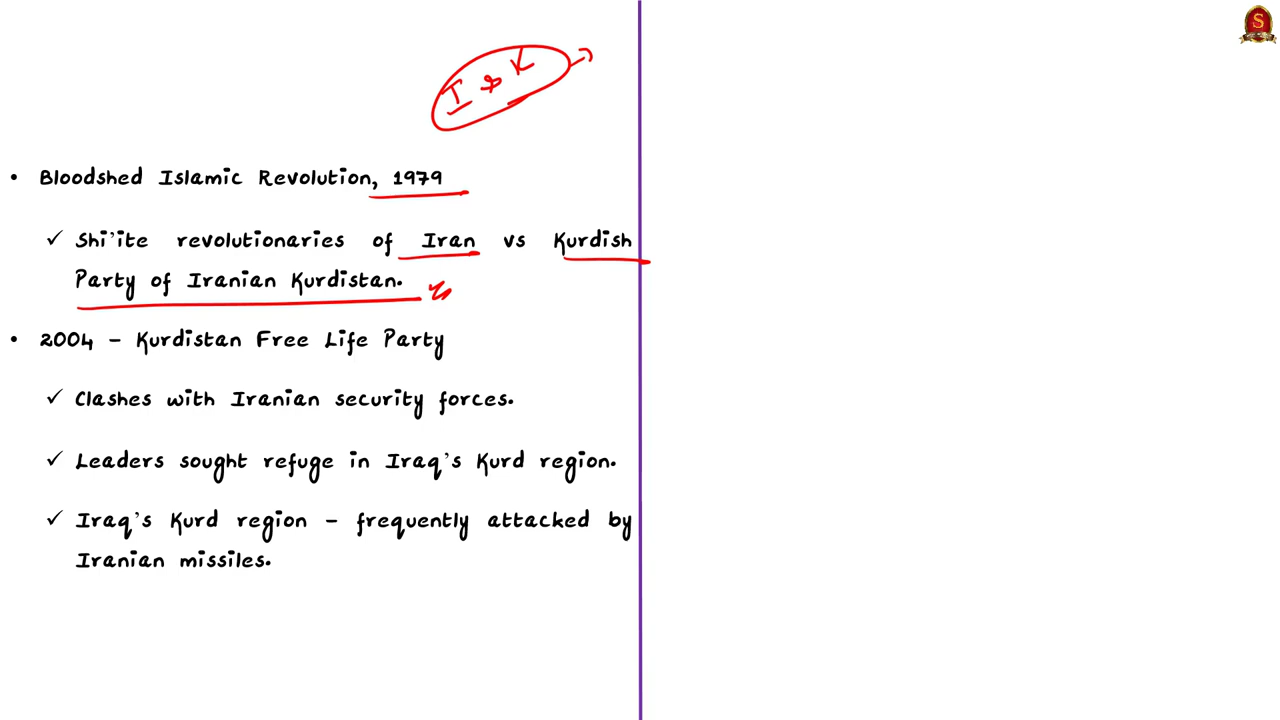 I & K
• Bloodshed Islamic Revolution, 1979
✓ Shi'ite revolutionaries of Iran vs Kurdish
Party of Iranian Kurdistan.
• 2004 – Kurdistan Free Life Party
✓ Clashes with Iranian security forces.
✓ Leaders sought refuge in Iraq's Kurd region.
✓ Iraq's Kurd region – frequently attacked by
Iranian missiles.
S